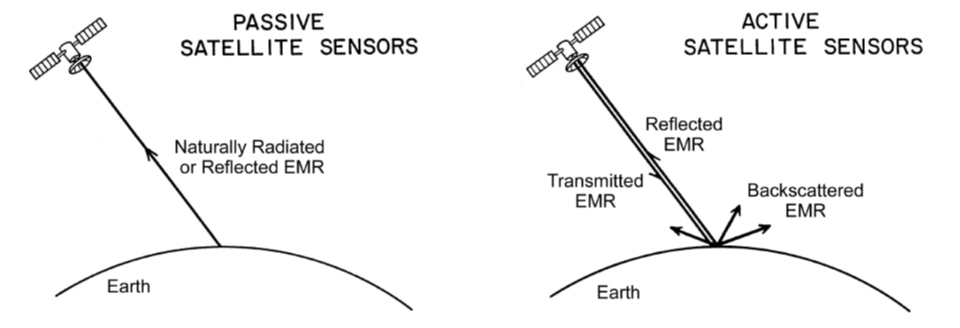 PASSIVE
SATELLITE SENSORS
Naturally Radiated
or Reflected EMR
Earth
ACTIVE
SATELLITE SENSORS
Reflected
EMR
Transmitted
EMR
Backscattered
EMR
Earth